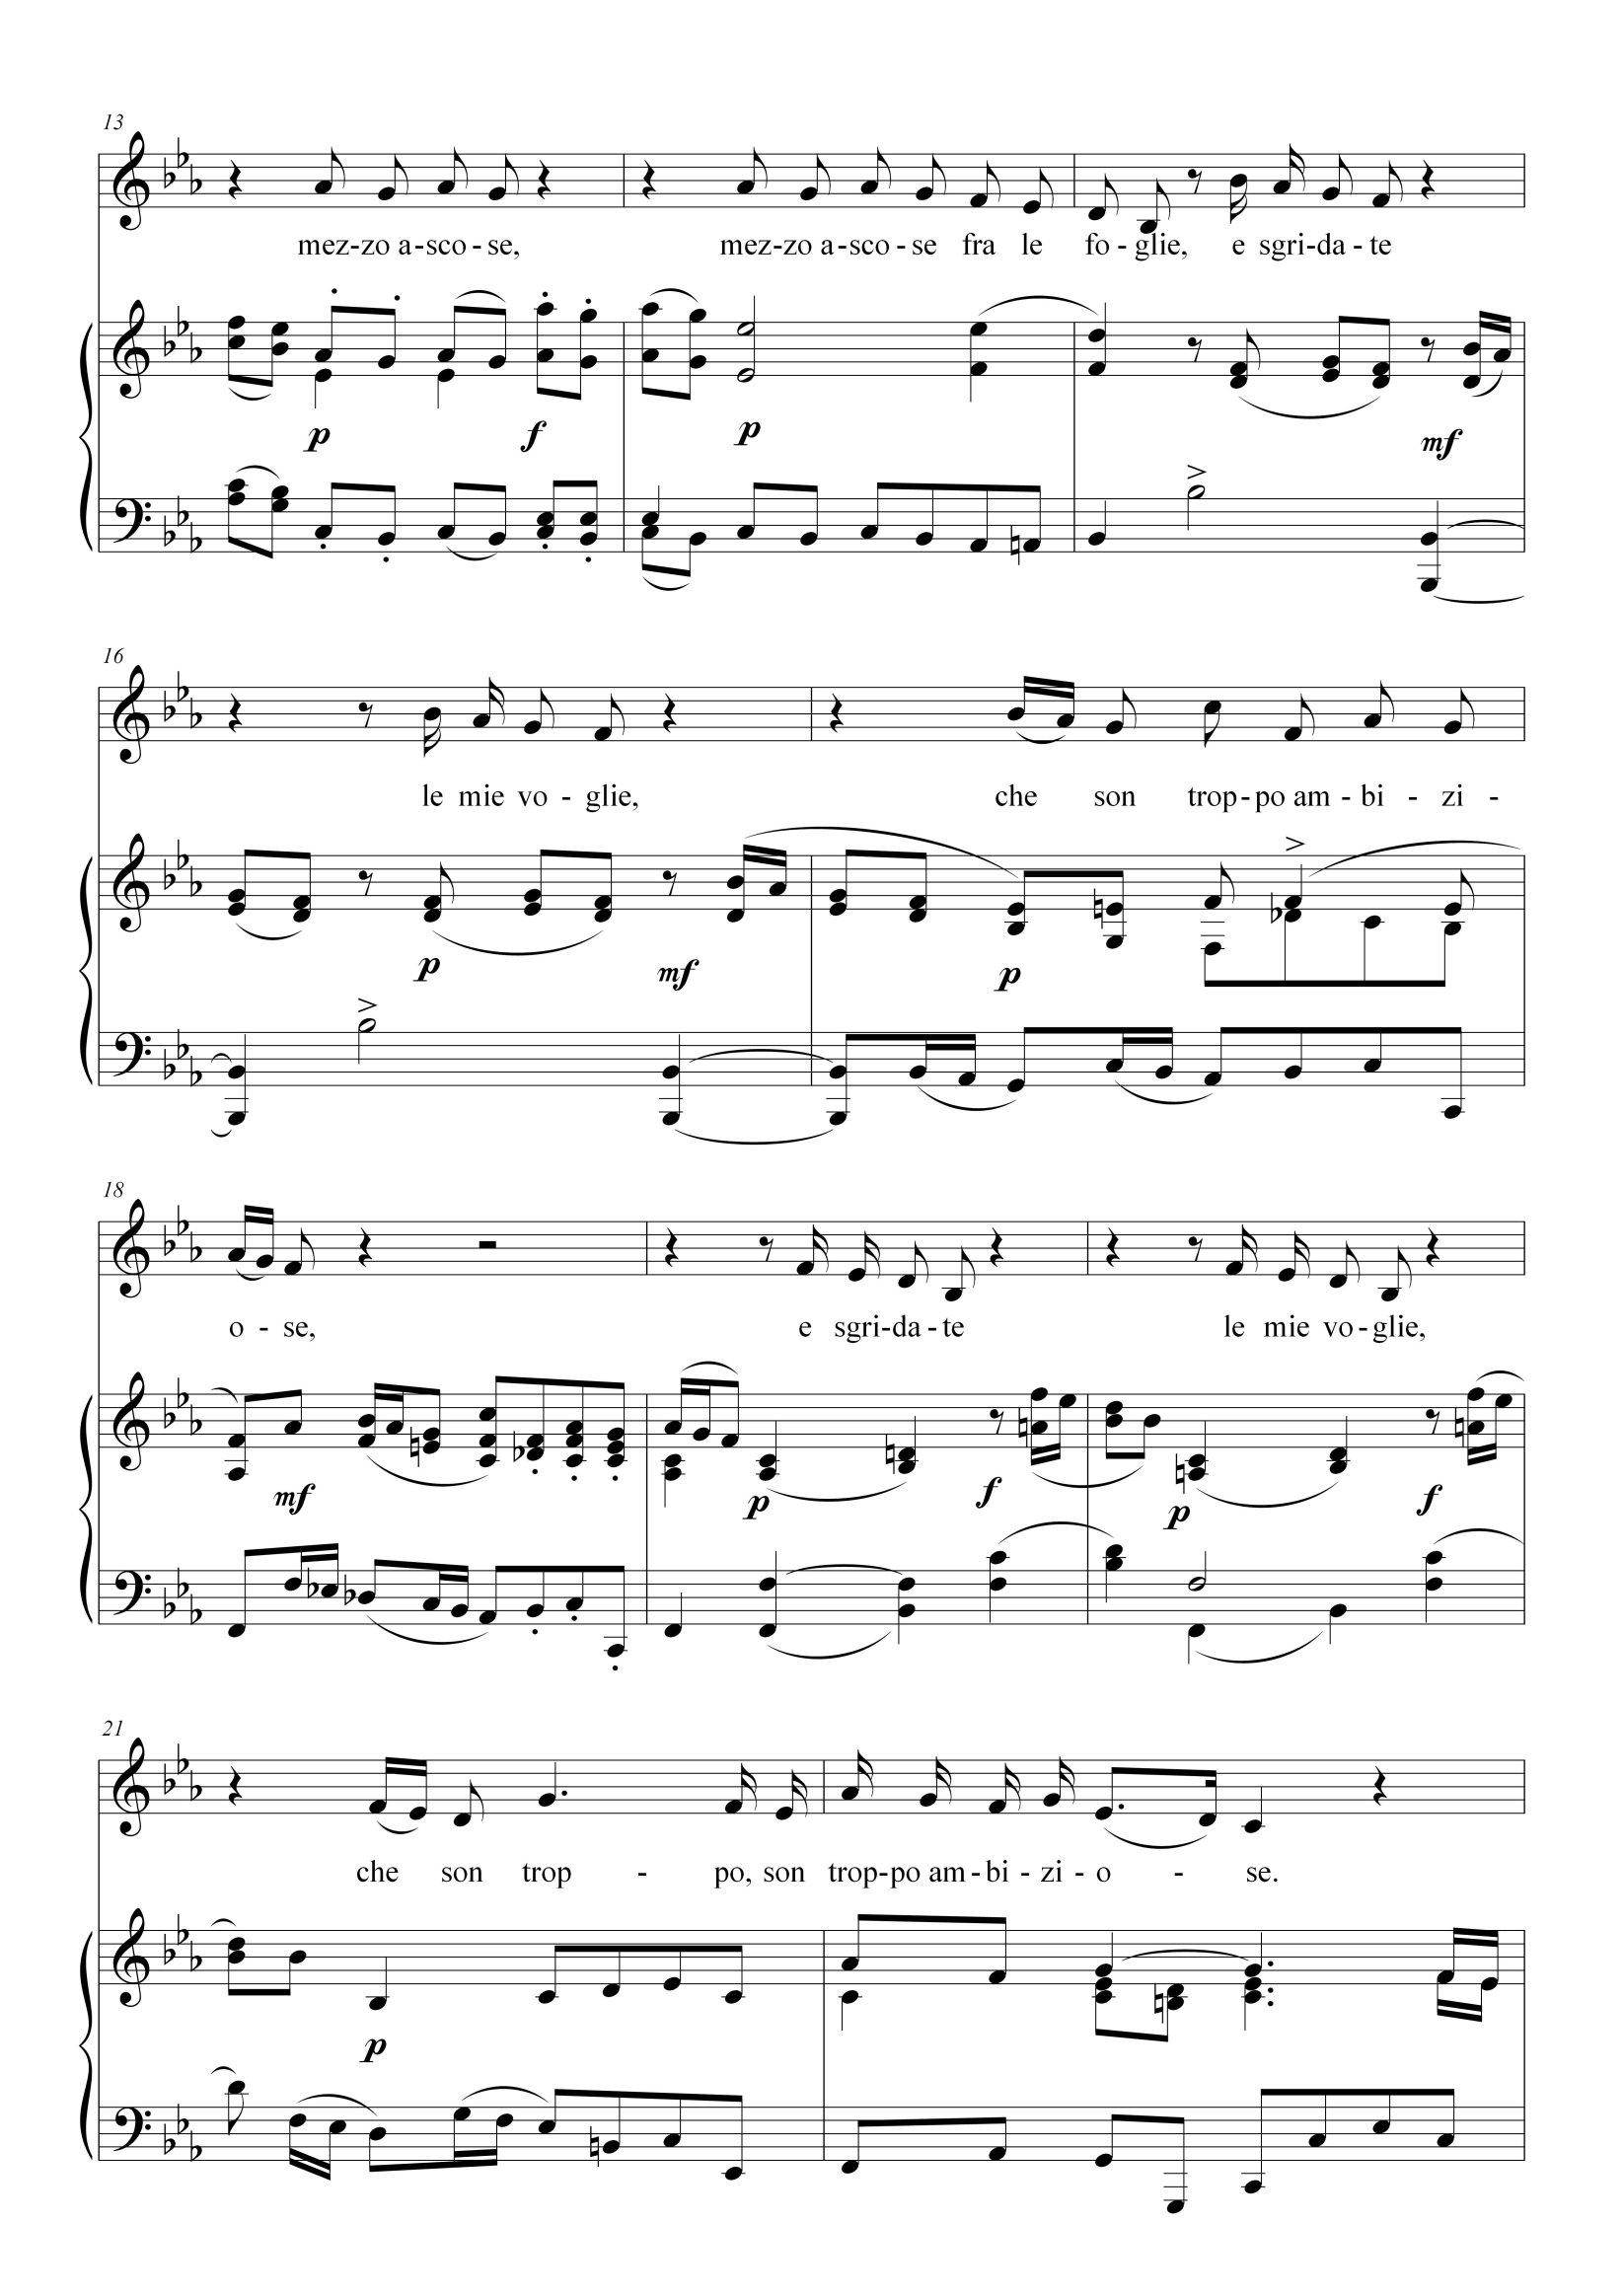 13
mez-zo a-sco-se, mez-zo a-sco-se fra le fo-glie, e sgri-da-te
p f p mf
16
le mie vo-glie, che son trop-po am-bi-zi-
p mf p
18
o-se, e sgri-da-te le mie vo-glie,
mf p f p f
21
che son trop-po, son trop-po am-bi-zi-o-se.
p